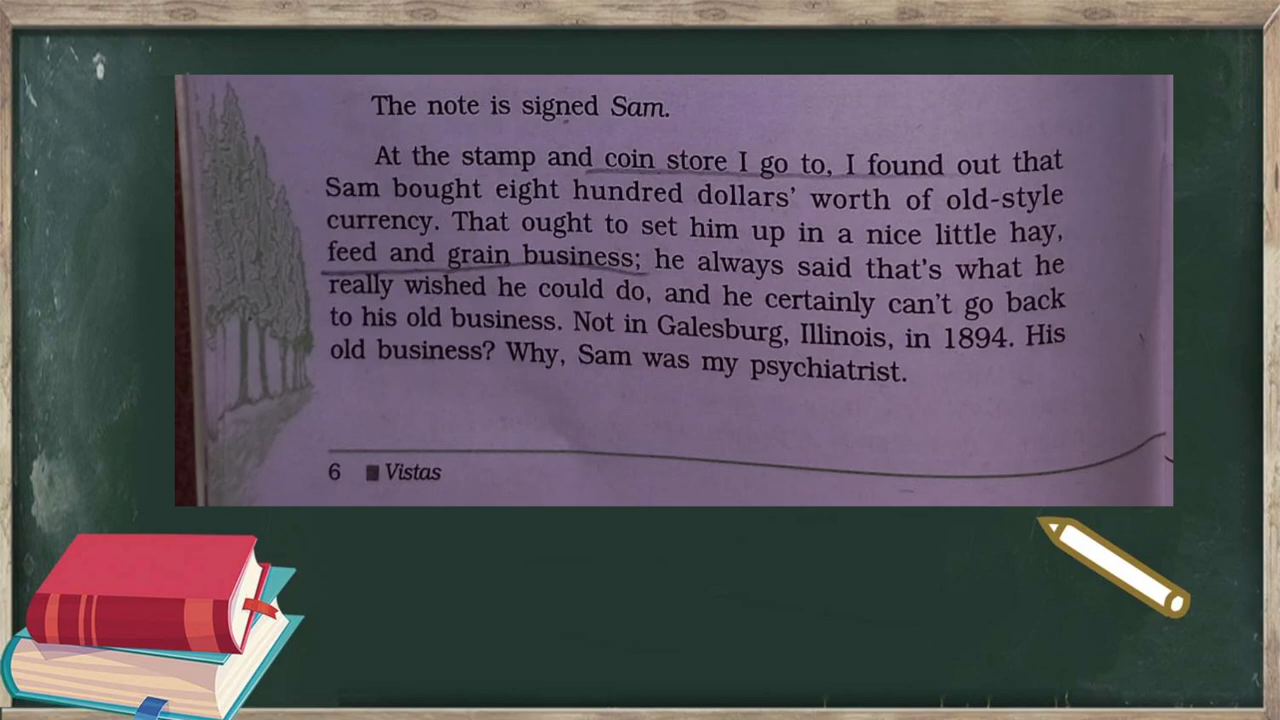 The note is signed Sam.
At the stamp and coin store I go to, I found out that
Sam bought eight hundred dollars' worth of old-style
currency. That ought to set him up in a nice little hay,
feed and grain business; he always said that's what he
really wished he could do, and he certainly can't go back
to his old business. Not in Galesburg, Illinois, in 1894. His
old business? Why, Sam was my psychiatrist.
6 ■ Vistas